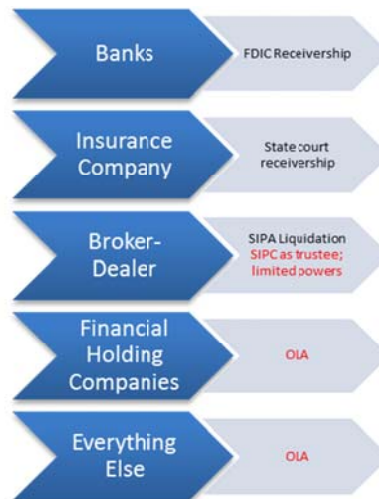 Banks
FDIC Receivership
Insurance
Company
State court
receivership
Broker-
Dealer
SIPA Liquidation
SIPC as trustee;
limited powers
Financial
Holding
Companies
OLA
Everything
Else
OLA